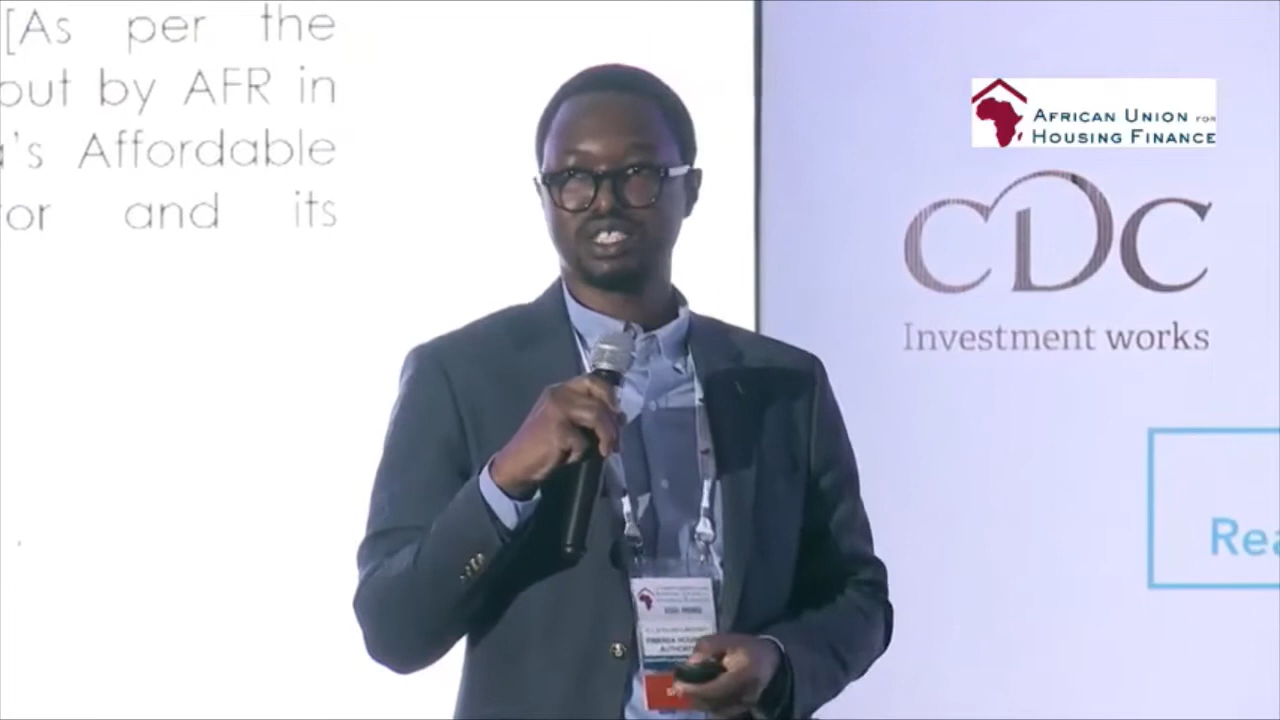 [As per the
out by AFR in
's Affordable
or and its
AFRICAN UNION FOR
HOUSING FINANCE
CDC
Investment works
Rea
AUTHORITY